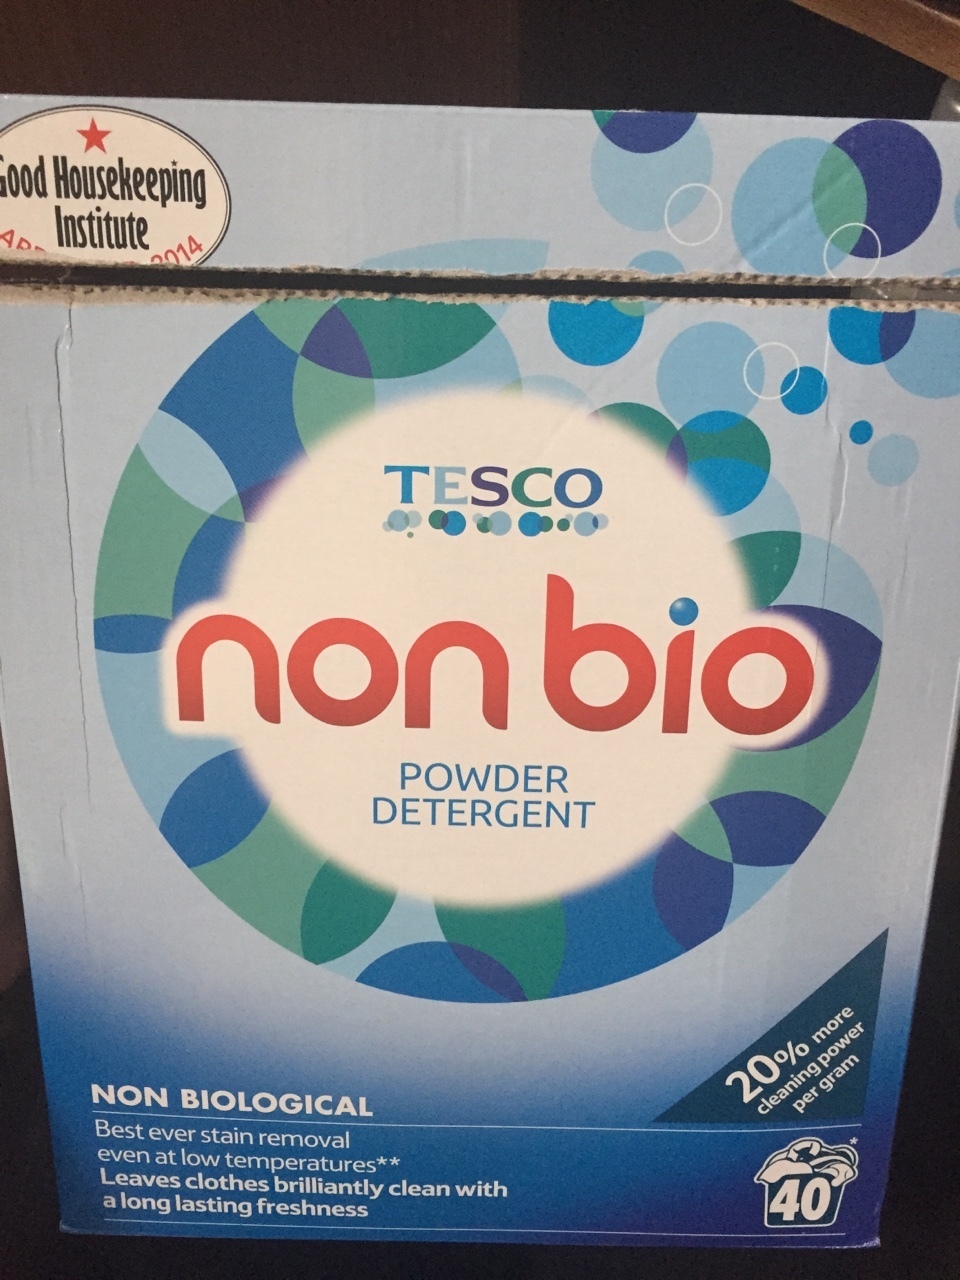 Good Housekeeping
Institute
2014
TESCO
non bio
POWDER
DETERGENT
20% more
cleaning power
per gram
NON BIOLOGICAL
Best ever stain removal
even at low temperatures**
Leaves clothes brilliantly clean with
a long lasting freshness
40*